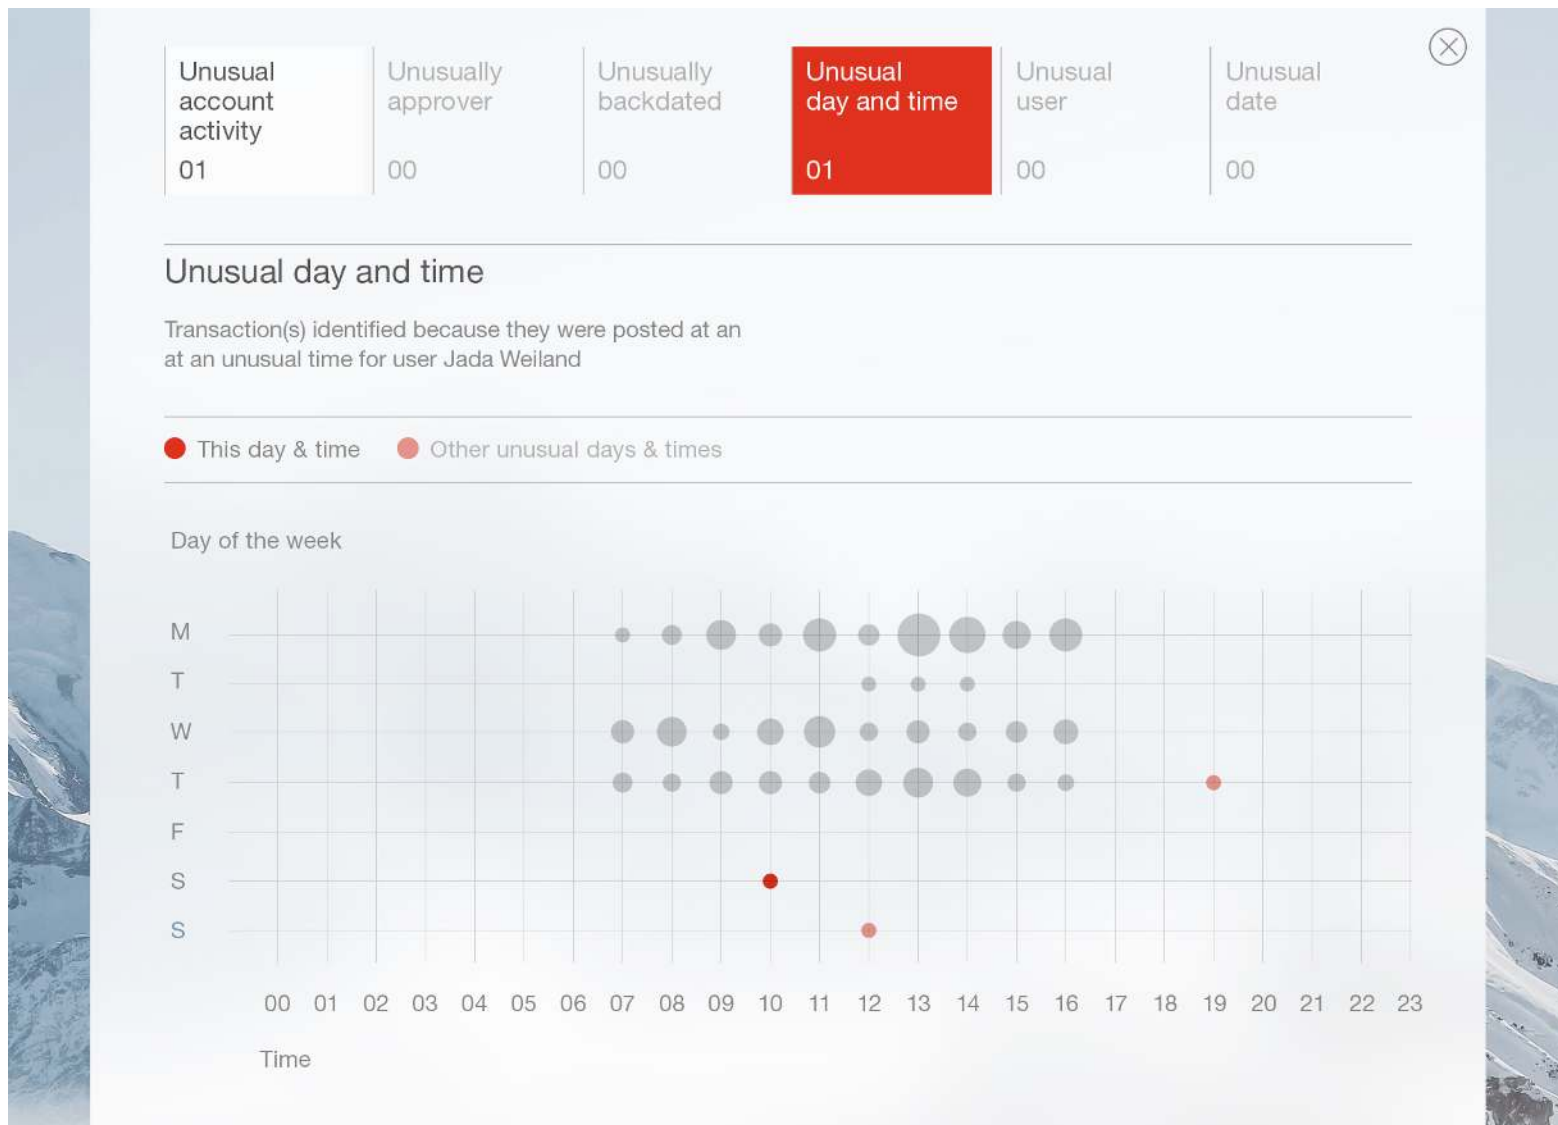 Unusual
account
activity
01
Unusually
approver
00
Unusually
backdated
00
Unusual
day and time
01
Unusual
user
00
Unusual
date
00
Unusual day and time
Transaction(s) identified because they were posted at an
at an unusual time for user Jada Weiland
This day & time
Other unusual days & times
Day of the week
M
T
W
T
F
S
S
00 01 02 03 04 05 06 07 08 09 10 11 12 13 14 15 16 17 18 19 20 21 22 23
Time